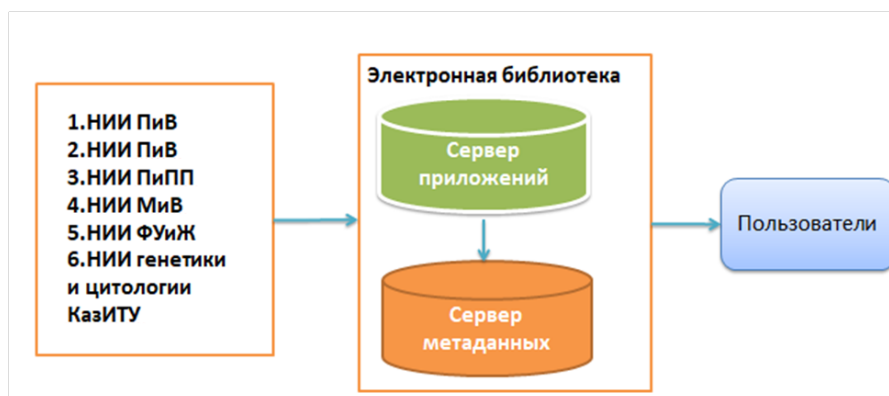 1.НИИ ПиВ
2.НИИ ПиВ
3.НИИ ПиПП
4.НИИ МиВ
5.НИИ ФУиЖ
6.НИИ генетики
и цитологии
КазИТУ
Электронная библиотека
Сервер
приложений
Сервер
метаданных
Пользователи